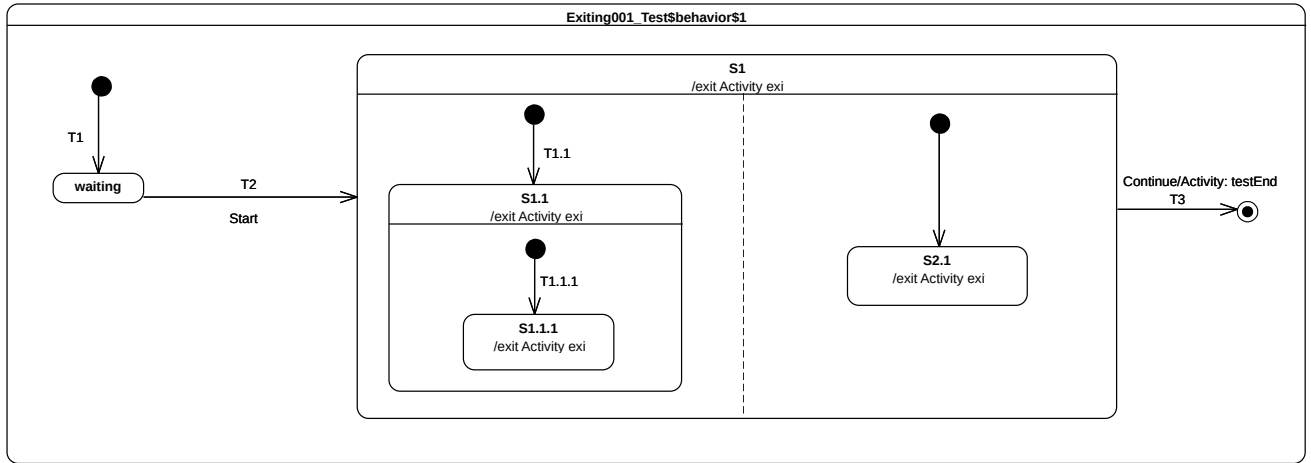 Exiting001_Test$behavior$1
S1
/exit Activity exi
T1
T1.1
waiting
T2
Start
S1.1
/exit Activity exi
T1.1.1
S1.1.1
/exit Activity exi
S2.1
/exit Activity exi
Continue/Activity: testEnd
T3